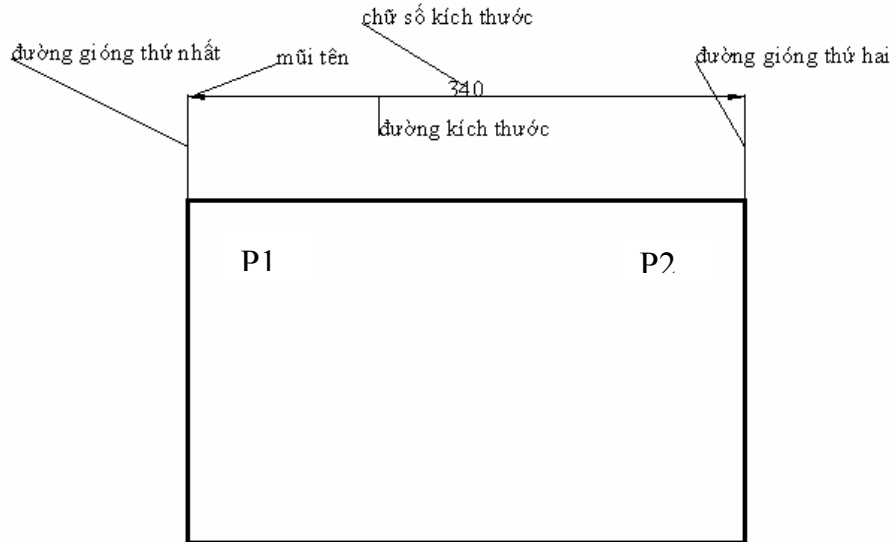 chữ số kích thước
đường gióng thứ nhất
mũi tên
đường gióng thứ hai
340
đường kích thước
P1
P2